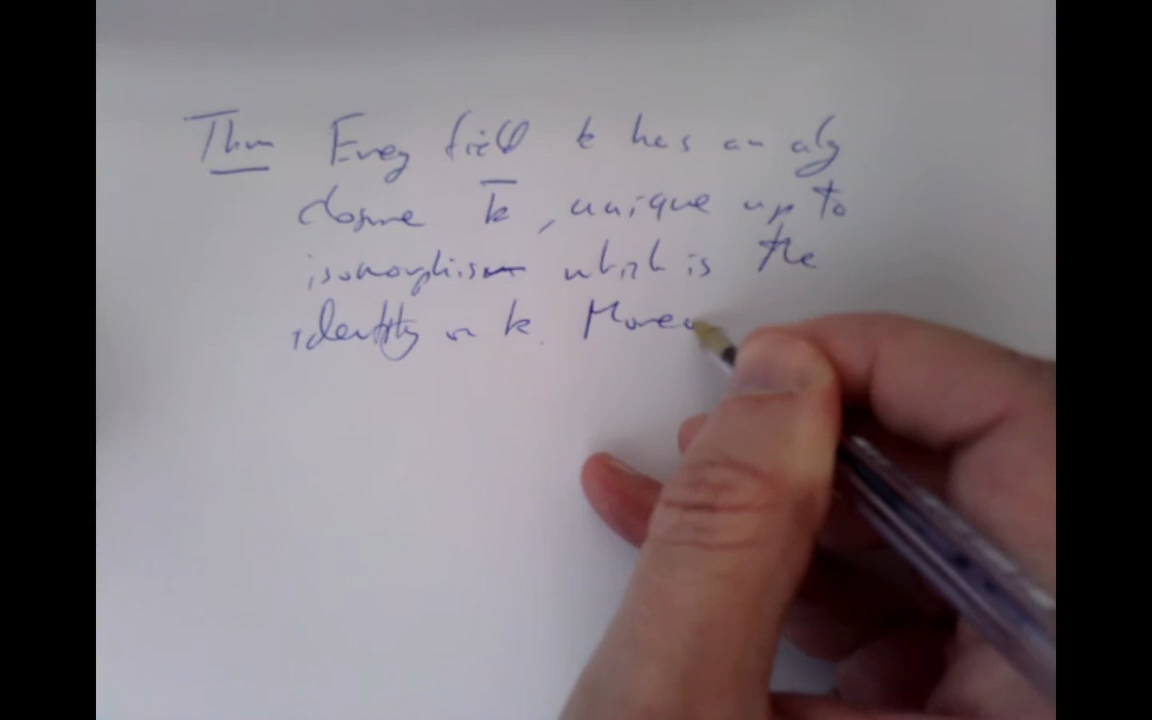 Thm Every field k has an alg
closure k̅, unique up to
isomorphism which is the
identity on k. Moreo